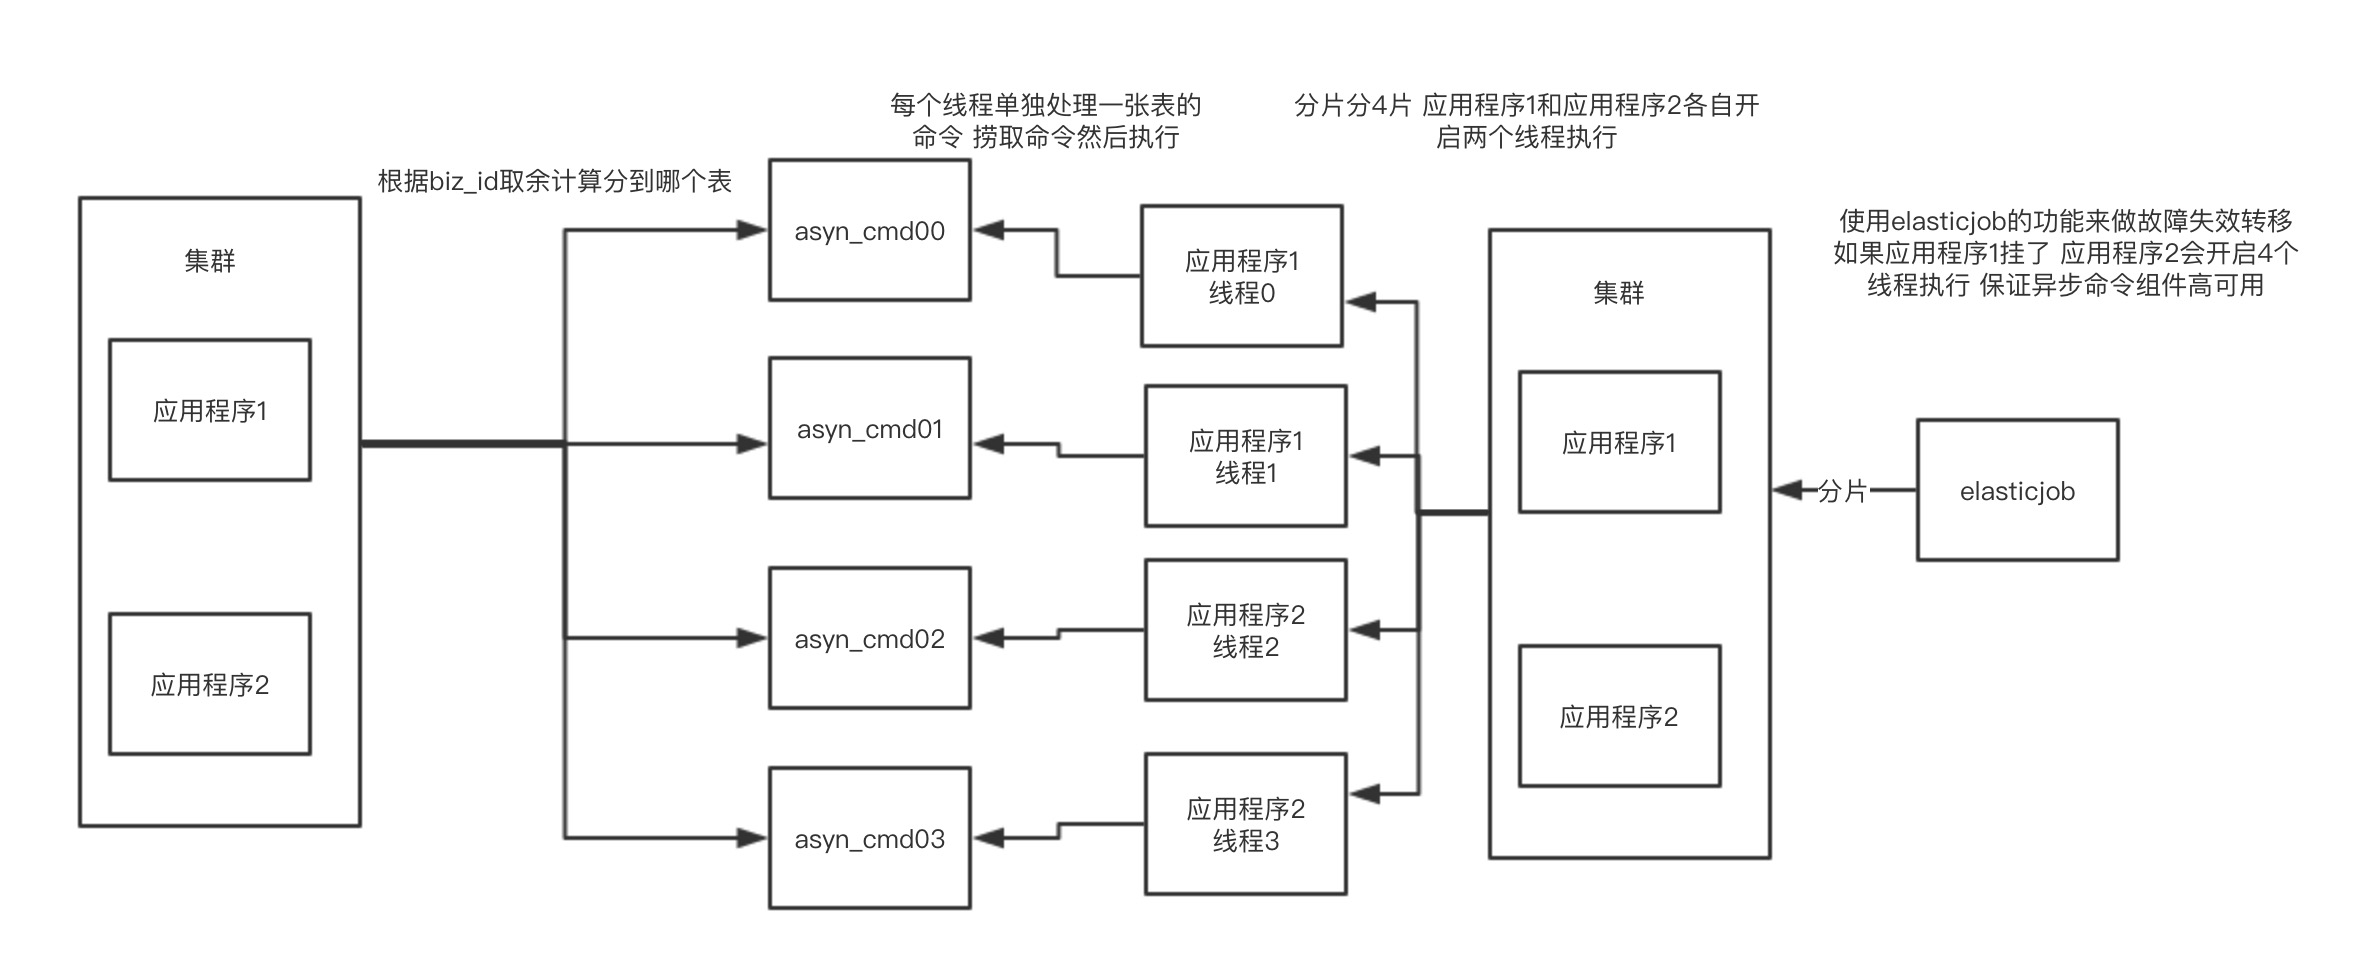 每个线程单独处理一张表的
命令 捞取命令然后执行
分片分4片 应用程序1和应用程序2各自开
启两个线程执行
根据biz_id取余计算分到哪个表
使用elasticjob的功能来做故障失效转移
如果应用程序1挂了 应用程序2会开启4个
线程执行 保证异步命令组件高可用
集群
应用程序1
应用程序2
asyn_cmd00
asyn_cmd01
asyn_cmd02
asyn_cmd03
应用程序1
线程0
应用程序1
线程1
应用程序2
线程2
应用程序2
线程3
集群
应用程序1
应用程序2
分片
elasticjob